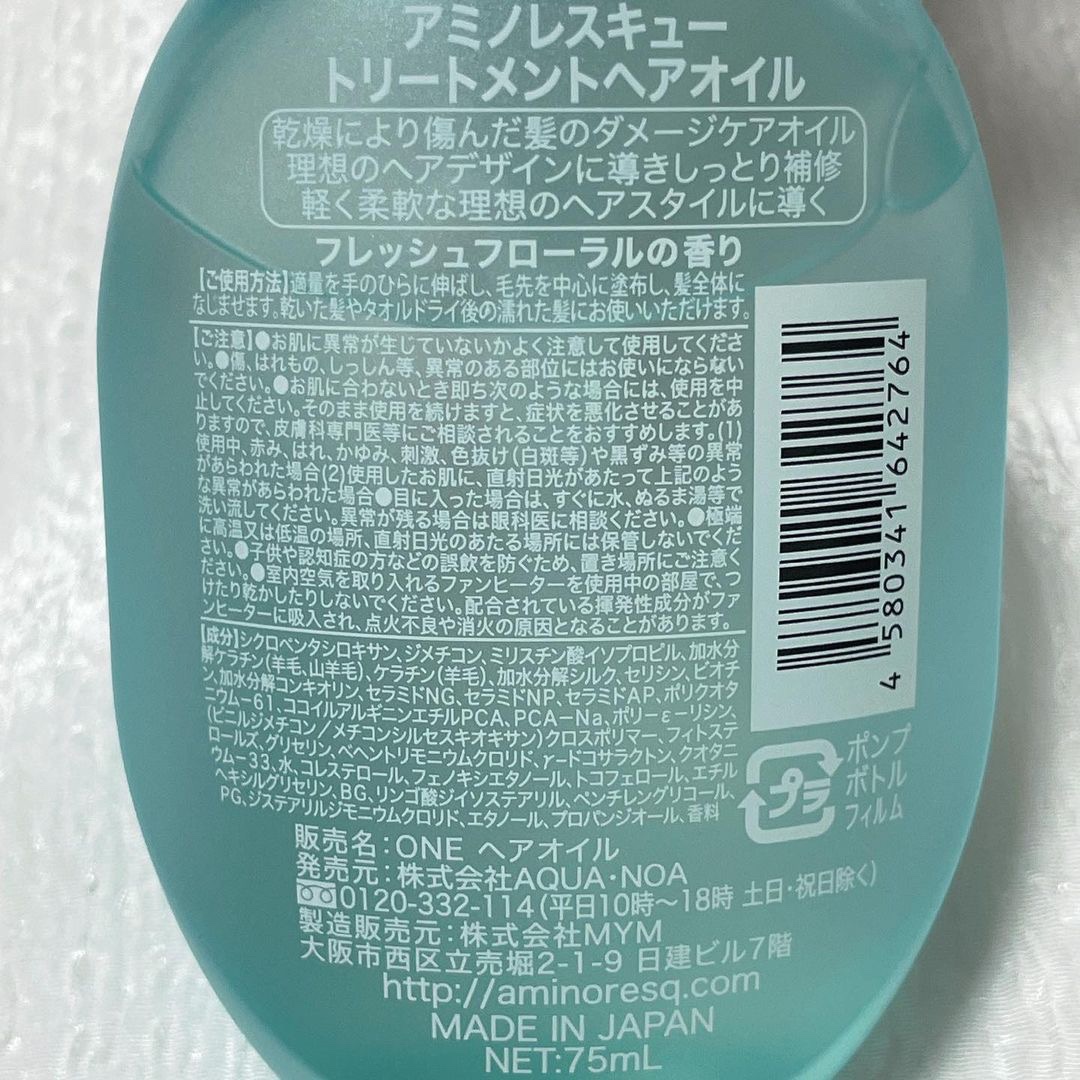 アミノレスキュー
トリートメントヘアオイル
乾燥により傷んだ髪のダメージケアオイル
理想のヘアデザインに導きしっとり補修
軽く柔軟な理想のヘアスタイルに導く
フレッシュフローラルの香り
【ご使用方法】適量を手のひらに伸ばし、毛先を中心に塗布し、髪全体に
なじませます。乾いた髪やタオルドライ後の濡れた髪にお使いいただけます。
【ご注意】●お肌に異常が生じていないかよく注意して使用してくださ
い。●傷、はれもの、しっしん等、異常のある部位にはお使いにならない
でください。●お肌に合わないとき即ち次のような場合には、使用を中
止してください。そのまま使用を続けますと、症状を悪化させることがあ
りますので、皮膚科専門医等にご相談されることをおすすめします。(1)
使用中、赤み、はれ、かゆみ、刺激、色抜け(白斑等)や黒ずみ等の異常
があらわれた場合(2)使用したお肌に、直射日光があたって上記のよう
な異常があらわれた場合●目に入った場合は、すぐに水、ぬるま湯等で
洗い流してください。異常が残る場合は眼科医に相談ください。●極端
に高温又は低温の場所、直射日光のあたる場所には保管しないでくだ
さい。●子供や認知症の方などの誤飲を防ぐため、置き場所にご注意く
ださい。●室内空気を取り入れるファンヒーターを使用中の部屋で、つ
けたり乾かしたりしないでください。配合されている揮発性成分がファ
ンヒーターに吸入され、点火不良や消火の原因となることがあります。
【成分】シクロペンタシロキサン、ジメチコン、ミリスチン酸イソプロピル、加水分
解ケラチン(羊毛、山羊毛)、ケラチン(羊毛)、加水分解シルク、セリシン、ビオチ
ン、加水分解コンキオリン、セラミドNG、セラミドNP、セラミドAP、ポリクオタ
ニウム-61、ココイルアルギニンエチルPCA、PCA-Na、ポリ-ε-リシン、
(ビニルジメチコン/メチコンシルセスキオキサン)クロスポリマー、フィトステ
ロールズ、グリセリン、ベヘントリモニウムクロリド、γ-ドコサラクトン、クオタニ
ウム-33、水、コレステロール、フェノキシエタノール、トコフェロール、エチル
ヘキシルグリセリン、BG、リンゴ酸ジイソステアリル、ペンチレングリコール、
PG、ジステアリルジモニウムクロリド、エタノール、プロパンジオール、香料
4 580341 642764
プラ
ポンプ
ボトル
フィルム
販売名：ONE ヘアオイル
発売元：株式会社AQUA・NOA
0120-332-114(平日10時～18時 土日・祝日除く)
製造販売元：株式会社MYM
大阪市西区立売堀2-1-9 日建ビル7階
http://aminoresq.com
MADE IN JAPAN
NET:75mL